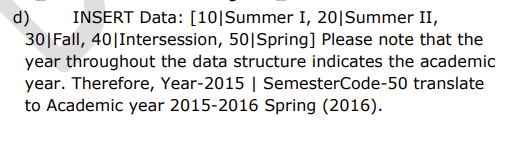 d) INSERT Data: [10|Summer I, 20|Summer II,
30|Fall, 40|Intersession, 50|Spring] Please note that the
year throughout the data structure indicates the academic
year. Therefore, Year-2015 | SemesterCode-50 translate
to Academic year 2015-2016 Spring (2016).